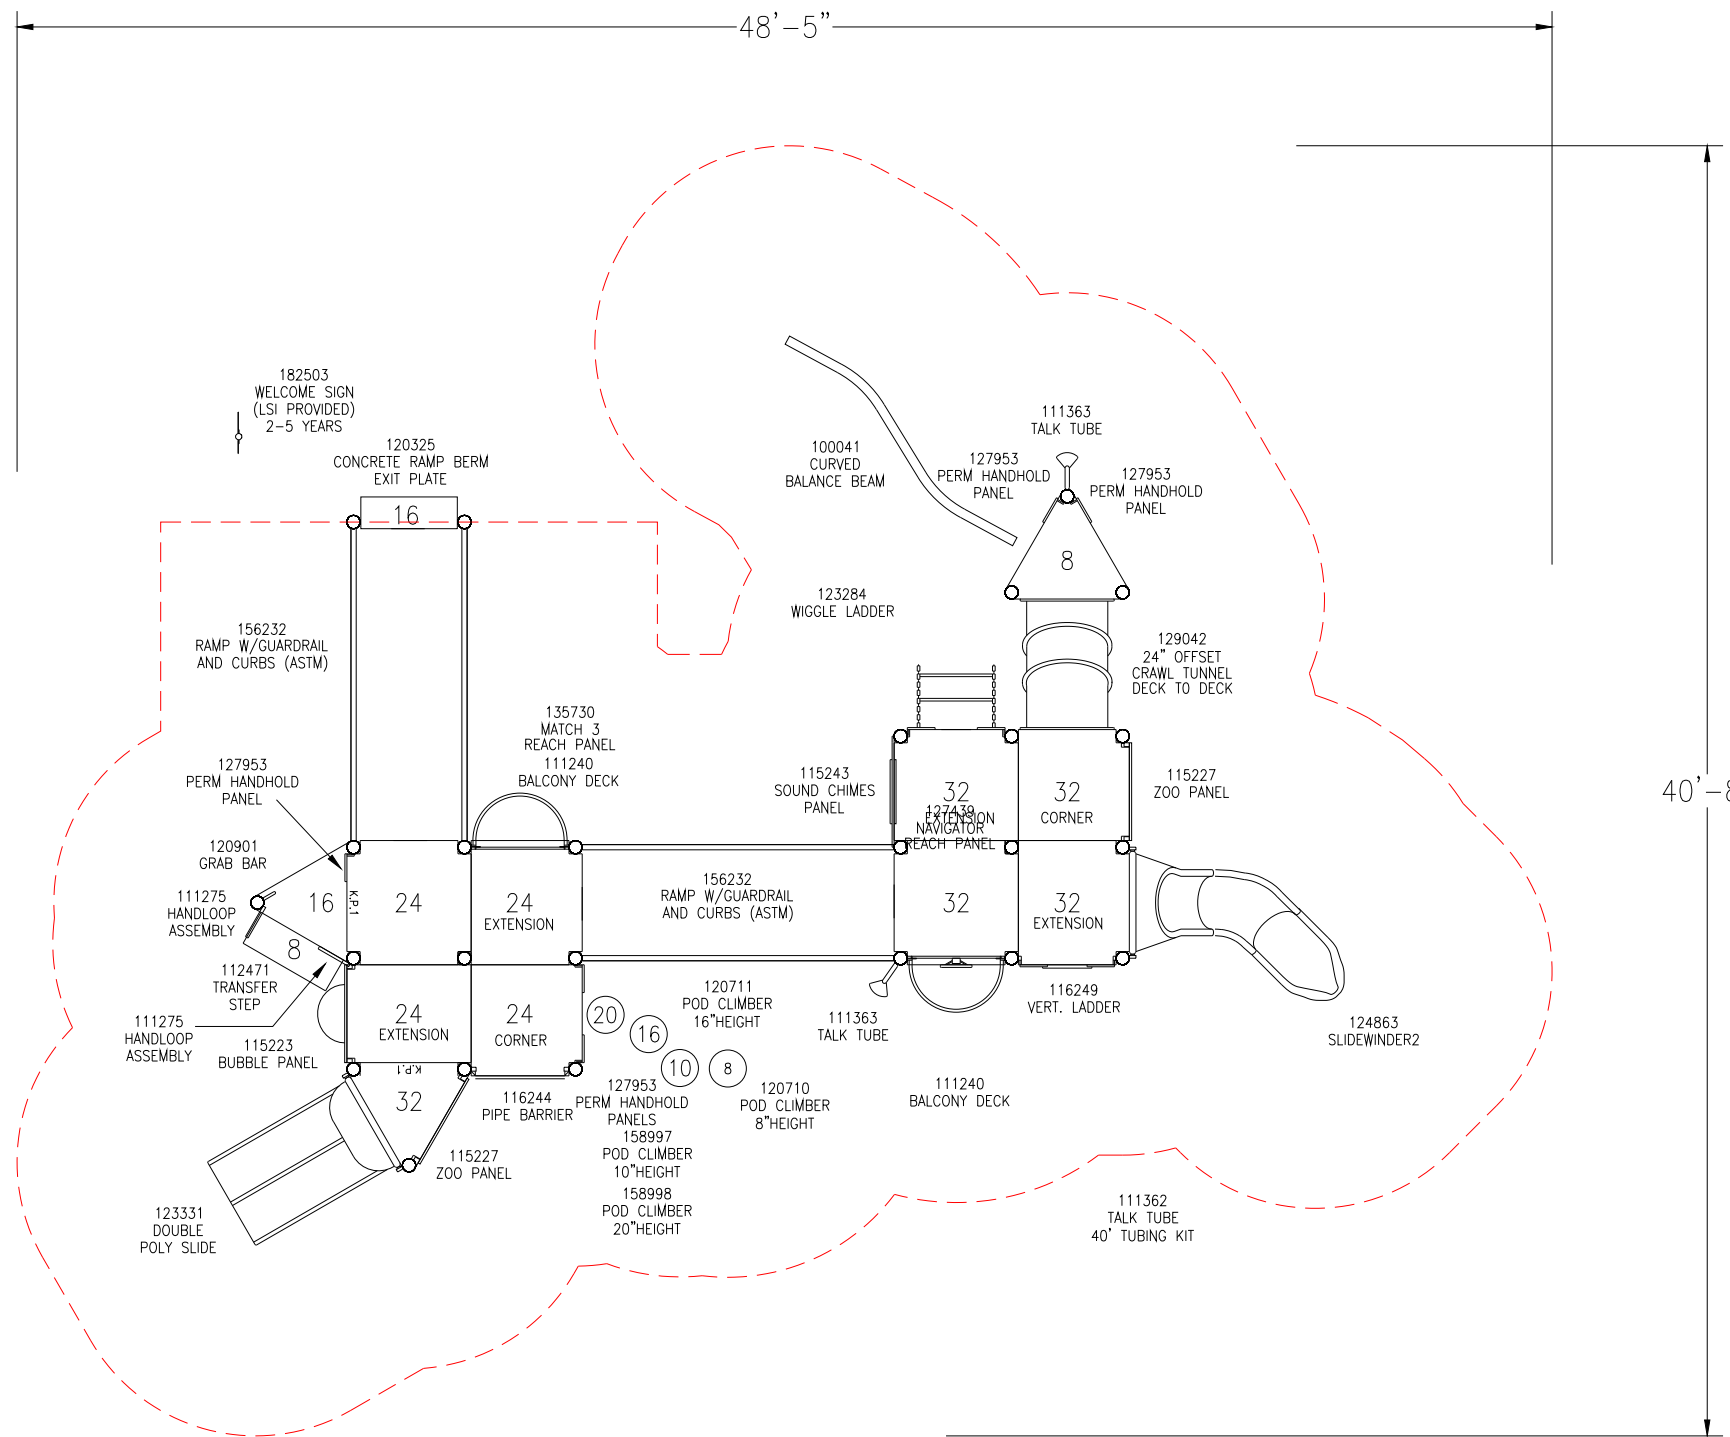 48'-5"
182503
WELCOME SIGN
(LSI PROVIDED)
2-5 YEARS
120325
CONCRETE RAMP BERM
EXIT PLATE
16
100041
CURVED
BALANCE BEAM
111363
TALK TUBE
127953
PERM HANDHOLD
PANEL
127953
PERM HANDHOLD
PANEL
8
123284
WIGGLE LADDER
156232
RAMP W/GUARDRAIL
AND CURBS (ASTM)
129042
24" OFFSET
CRAWL TUNNEL
DECK TO DECK
135730
MATCH 3
REACH PANEL
111240
BALCONY DECK
127953
PERM HANDHOLD
PANEL
115243
SOUND CHIMES
PANEL
32
EXTENSION
127439
NAVIGATOR
REACH PANEL
32
CORNER
115227
ZOO PANEL
40'-8
120901
GRAB BAR
111275
HANDLOOP
ASSEMBLY
16
K.P.1
24
24
EXTENSION
156232
RAMP W/GUARDRAIL
AND CURBS (ASTM)
32
32
EXTENSION
8
112471
TRANSFER
STEP
111275
HANDLOOP
ASSEMBLY
115223
BUBBLE PANEL
24
EXTENSION
24
CORNER
K.P.1
20
16
10
8
120711
POD CLIMBER
16"HEIGHT
111363
TALK TUBE
116249
VERT. LADDER
124863
SLIDEWINDER2
32
116244
PIPE BARRIER
127953
PERM HANDHOLD
PANELS
120710
POD CLIMBER
8"HEIGHT
111240
BALCONY DECK
158997
POD CLIMBER
10"HEIGHT
115227
ZOO PANEL
158998
POD CLIMBER
20"HEIGHT
123331
DOUBLE
POLY SLIDE
111362
TALK TUBE
40' TUBING KIT